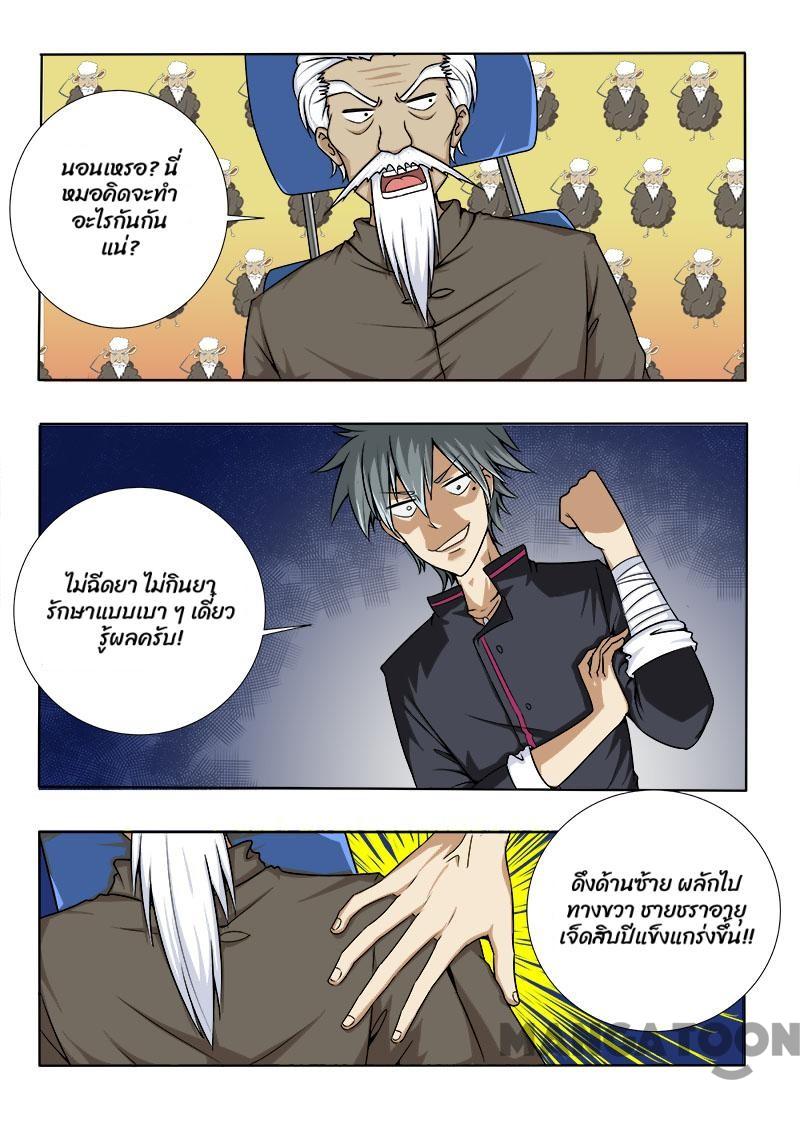 นอนเหรอ? นี่
หมอคิดจะทำ
อะไรกันกัน
แน่?
ไม่ฉีดยา ไม่กินยา
รักษาแบบเบา ๆ เดี๋ยว
รู้ผลครับ!
ดึงด้านซ้าย ผลักไป
ทางขวา ชายชราอายุ
เจ็ดสิบปีแข็งแกร่งขึ้น!!
MANGATOON